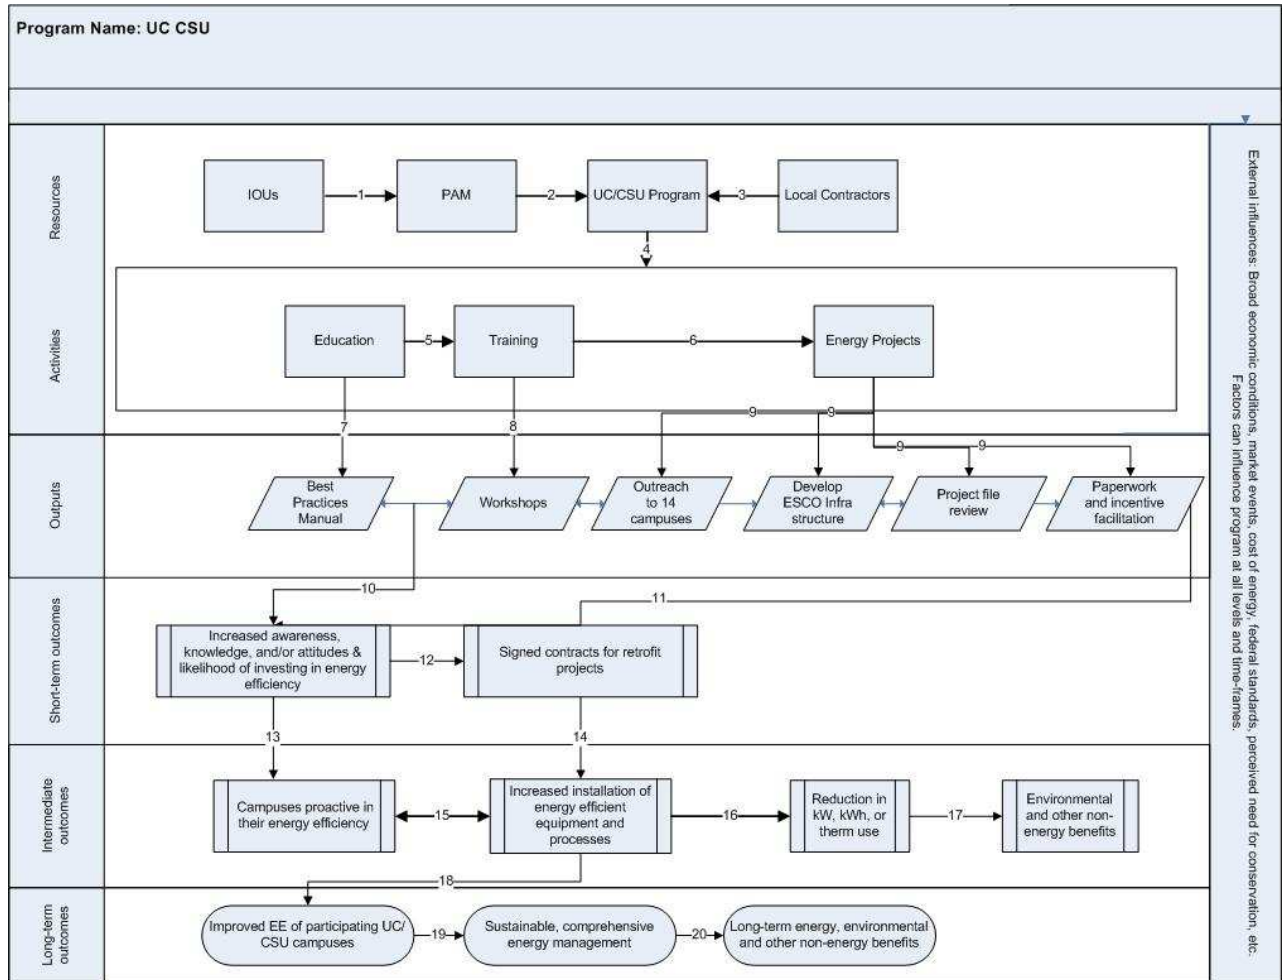 Program Name: UC CSU
Resources
IOUs
1
PAM
2
UC/CSU Program
3
Local Contractors
4
Activities
Education
5
Training
6
Energy Projects
7
8
9
9
9
9
Outputs
Best
Practices
Manual
Workshops
Outreach
to 14
campuses
Develop
ESCO Infra
structure
Project file
review
Paperwork
and incentive
facilitation
10
11
Short-term outcomes
Increased awareness,
knowledge, and/or attitudes &
likelihood of investing in energy
efficiency
12
Signed contracts for retrofit
projects
13
14
Intermediate
outcomes
Campuses proactive in
their energy efficiency
15
Increased installation of
energy efficient
equipment and
processes
16
Reduction in
kW, kWh, or
therm use
17
Environmental
and other non-
energy benefits
18
Long-term
outcomes
Improved EE of participating UC/
CSU campuses
19
Sustainable, comprehensive
energy management
20
Long-term energy, environmental
and other non-energy benefits
External influences: Broad economic conditions, market events, cost of energy, federal standards, perceived need for conservation, etc.
Factors can influence program at all levels and time-frames.